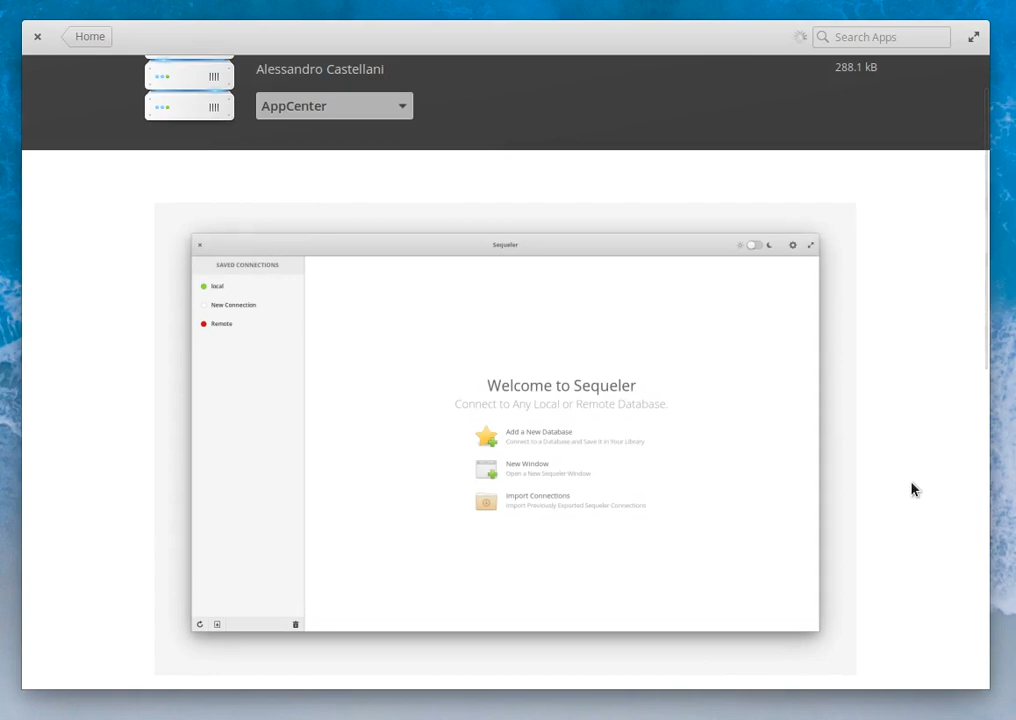 Home
Search Apps
Alessandro Castellani
288.1 kB
AppCenter
Sequeler
SAVED CONNECTIONS
local
New Connection
Remote
Welcome to Sequeler
Connect to Any Local or Remote Database.
Add a New Database
Connect to a Database and Save It in Your Library
New Window
Open a New Sequeler Window
Import Connections
Import Previously Exported Sequeler Connections